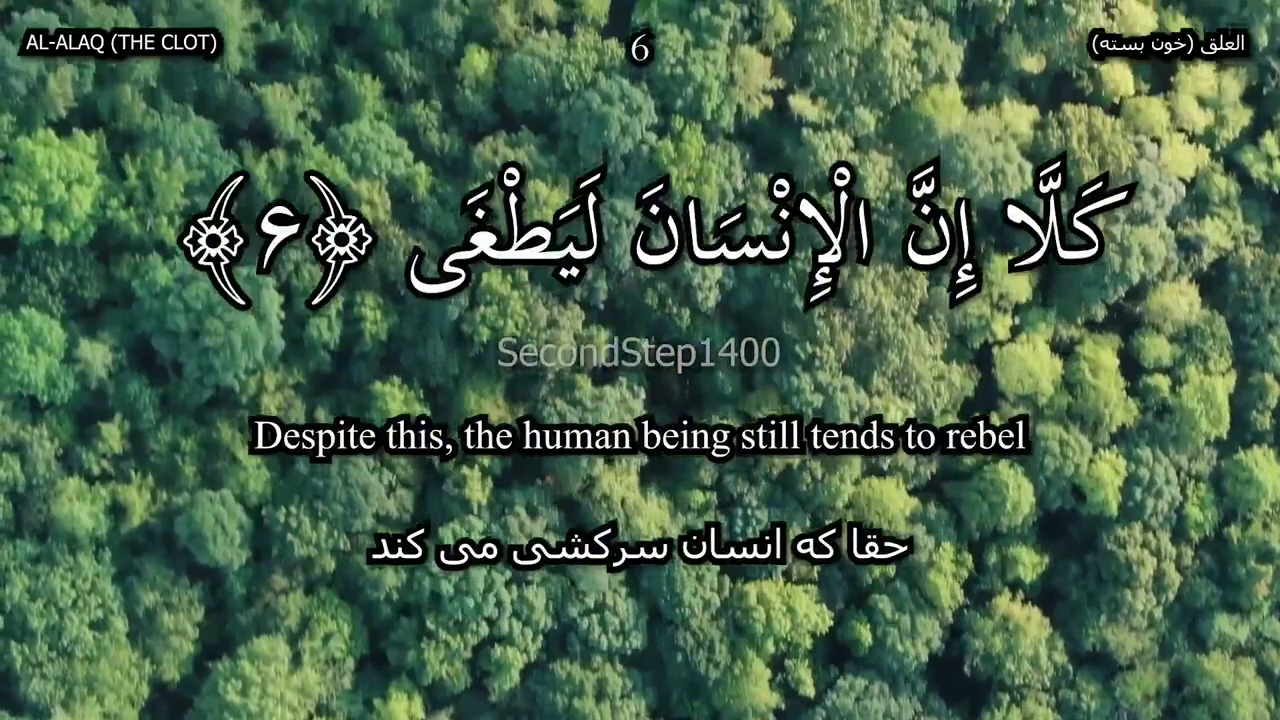 AL-ALAQ (THE CLOT)
6
العلق (خون بسته)
كَلَّا إِنَّ الْإِنْسَانَ لَيَطْغَى ﴿۶﴾
SecondStep1400
Despite this, the human being still tends to rebel
حقا که انسان سرکشی می کند